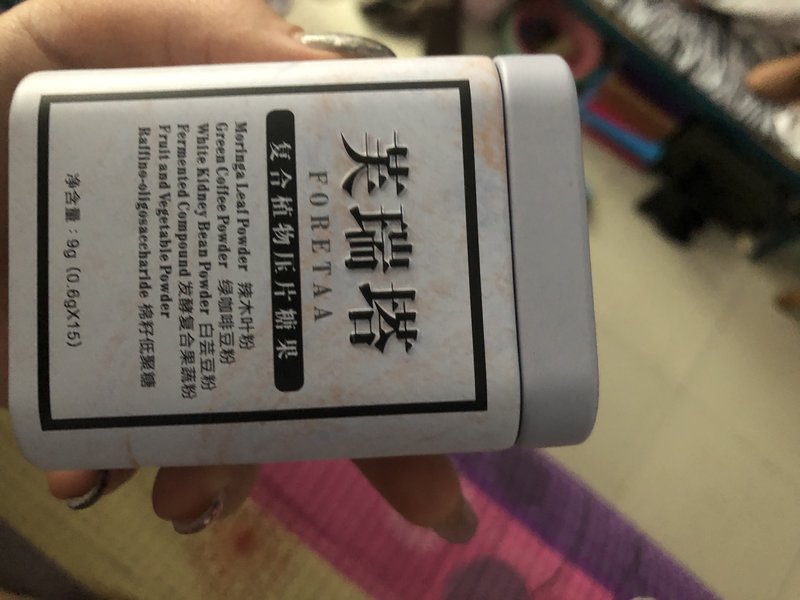 芙瑞塔
FORETAA
复合植物压片糖果
Moringa Leaf Powder 辣木叶粉
Green Coffee Powder 绿咖啡豆粉
White Kidney Bean Powder 白芸豆粉
Fermented Compound 发酵复合果蔬粉
Fruit and Vegetable Powder
Raffino-oligosaccharide 棉籽低聚糖
净含量：9g (0.6gX15)